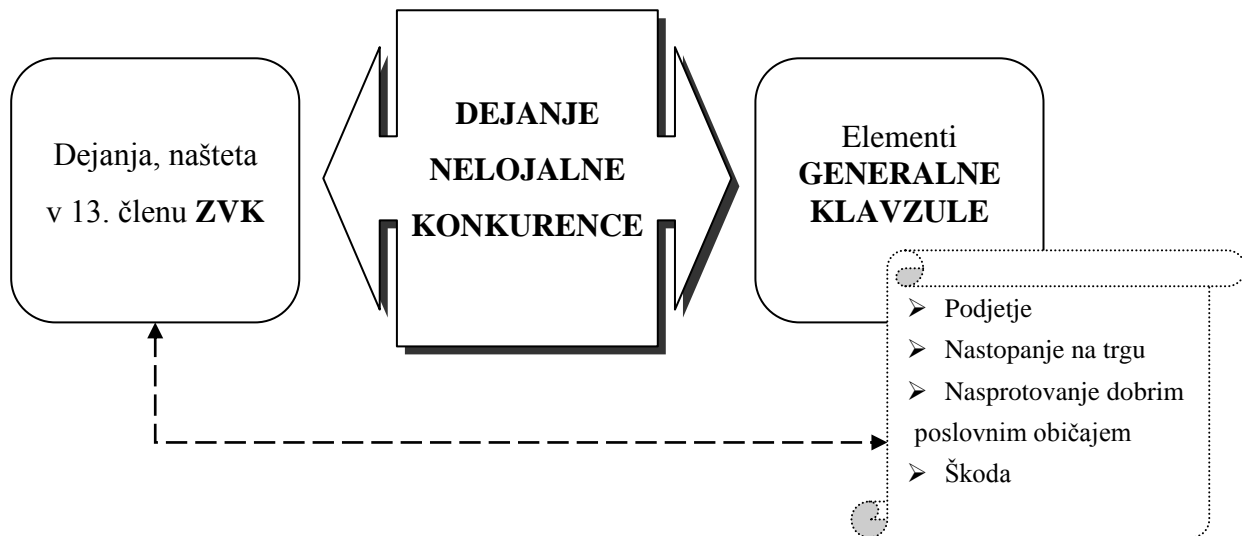 Dejanja, našteta
v 13. členu ZVK
DEJANJE
NELOJALNE
KONKURENCE
Elementi
GENERALNE
KLAVZULE
➢ Podjetje
➢ Nastopanje na trgu
➢ Nasprotovanje dobrim
poslovnim običajem
➢ Škoda